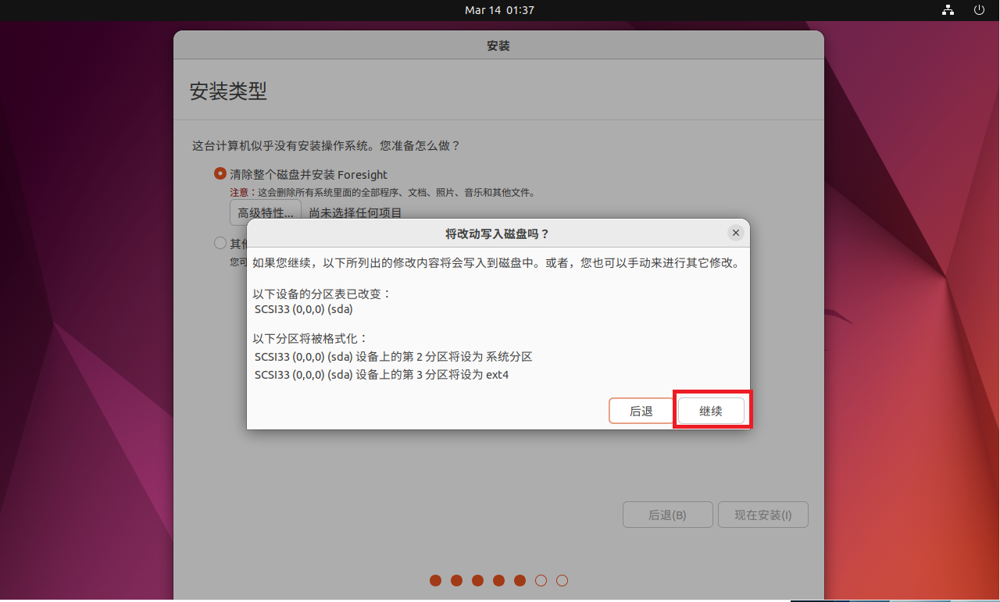 Mar 14 01:37
安装
安装类型
这台计算机似乎没有安装操作系统。您准备怎么做？
清除整个磁盘并安装 Foresight
注意：这会删除所有系统里面的全部程序、文档、照片、音乐和其他文件。
高级特性... 尚未选择任何项目
其他
您可
将改动写入磁盘吗？
如果您继续，以下所列出的修改内容将会写入到磁盘中。或者，您也可以手动来进行其它修改。
以下设备的分区表已改变：
SCSI33 (0,0,0) (sda)
以下分区将被格式化：
SCSI33 (0,0,0) (sda) 设备上的第 2 分区将设为 系统分区
SCSI33 (0,0,0) (sda) 设备上的第 3 分区将设为 ext4
后退 继续
后退(B) 现在安装(I)